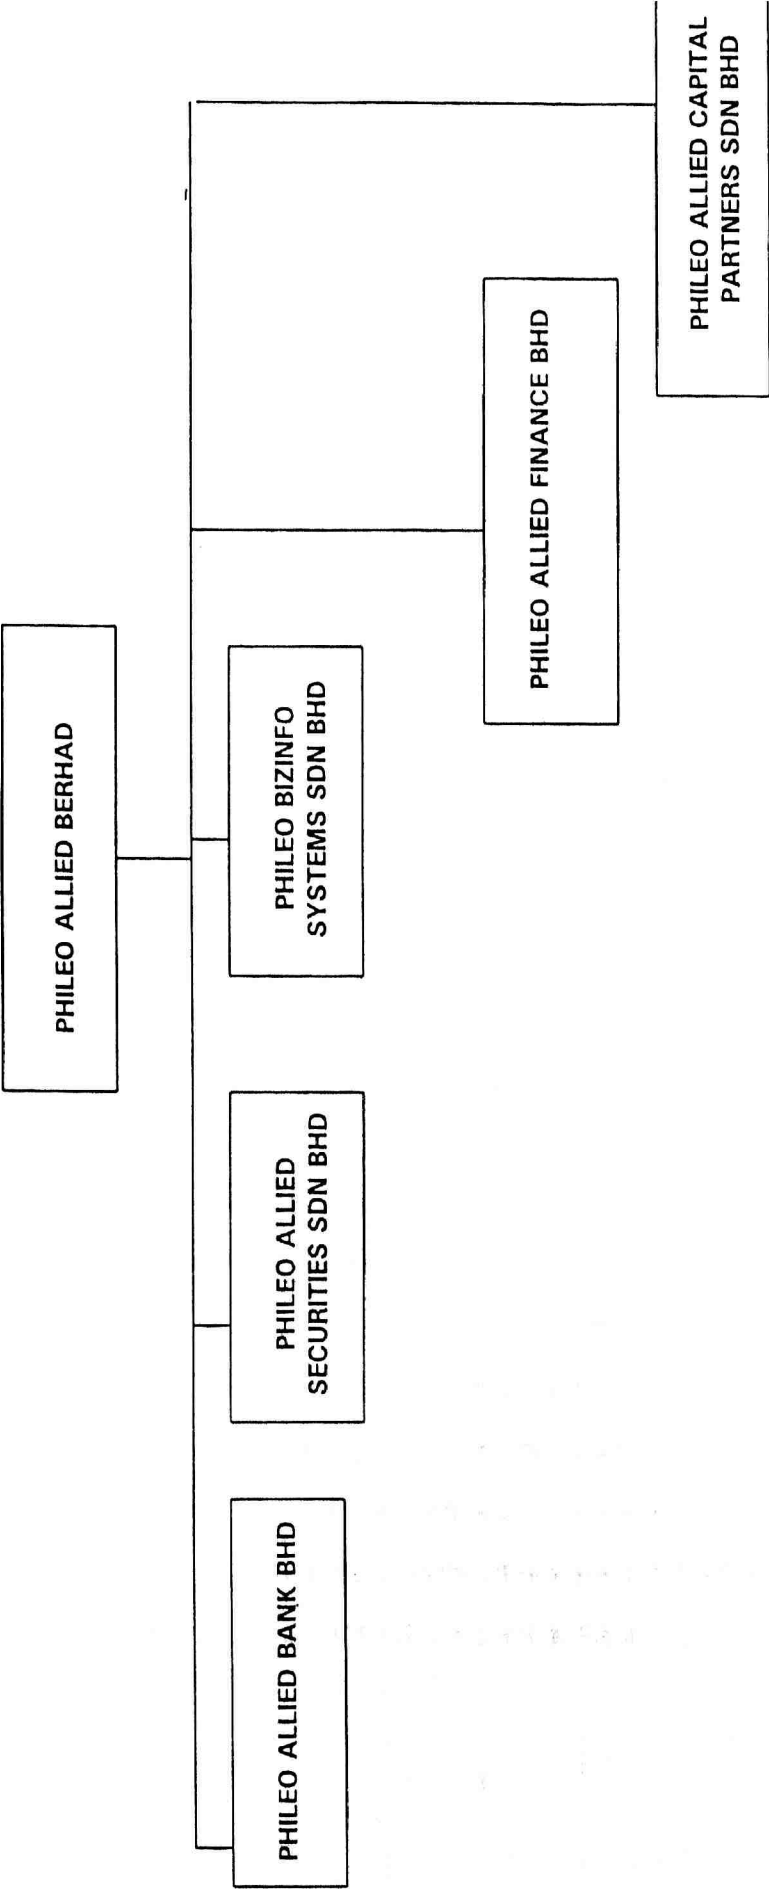 PHILEO ALLIED BERHAD
PHILEO ALLIED BANK BHD
PHILEO ALLIED
SECURITIES SDN BHD
PHILEO BIZINFO
SYSTEMS SDN BHD
PHILEO ALLIED FINANCE BHD
PHILEO ALLIED CAPITAL
PARTNERS SDN BHD